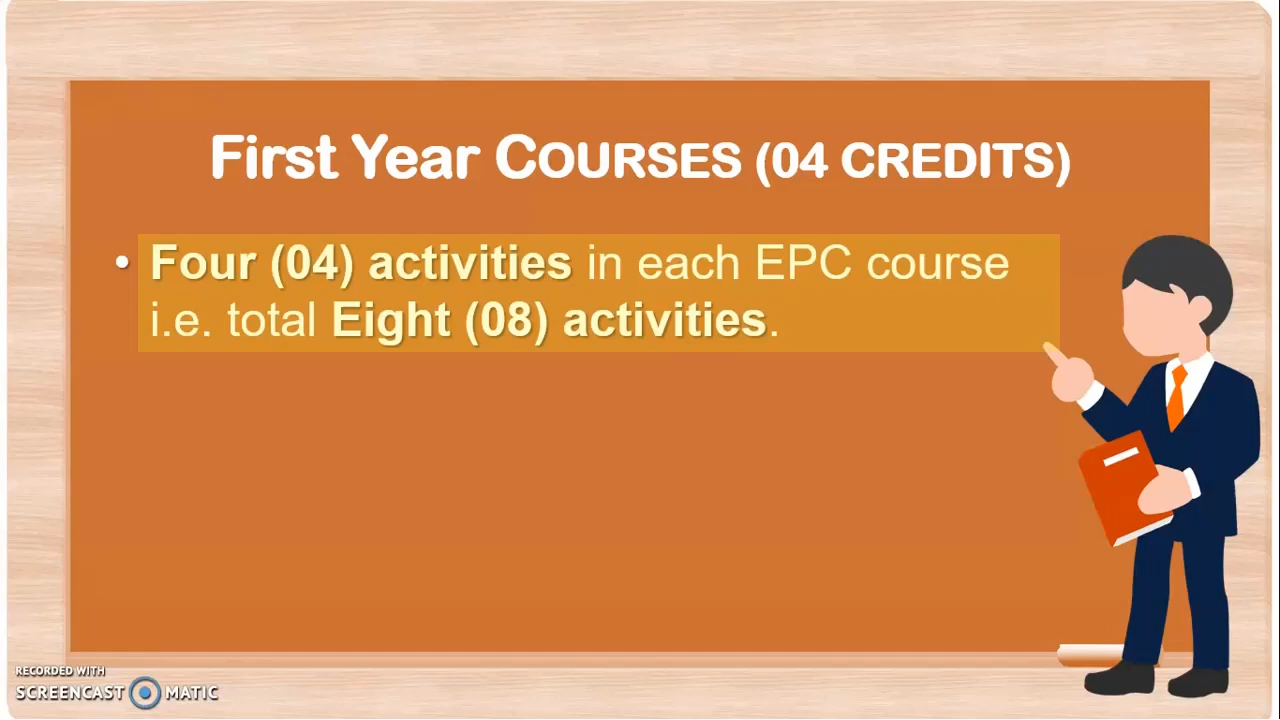 First Year COURSES (04 CREDITS)
• Four (04) activities in each EPC course
i.e. total Eight (08) activities.
RECORDED WITH
SCREENCAST MATIC